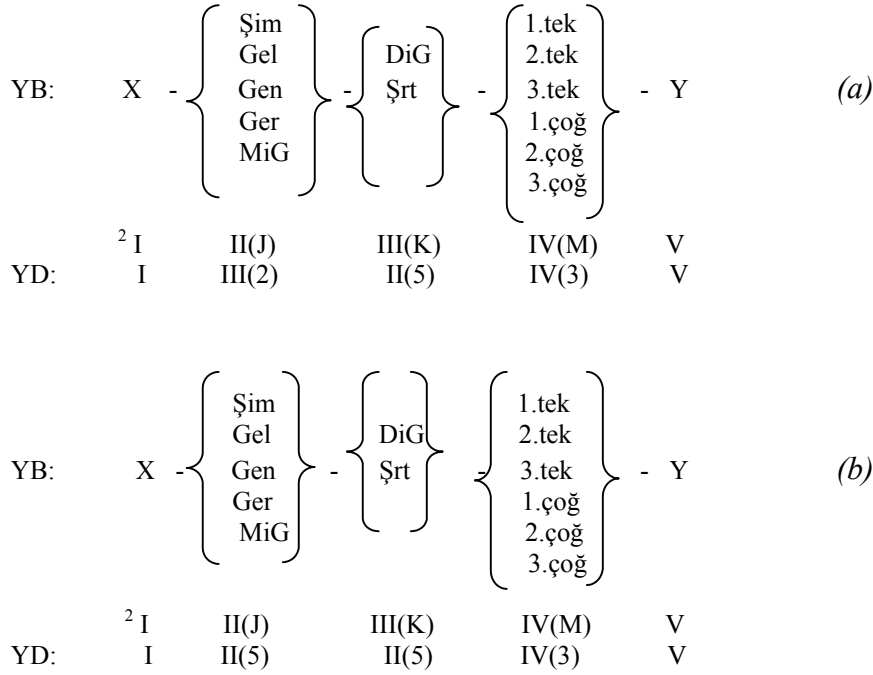 Şim 1.tek
Gel DiG 2.tek
YB: X - Gen - Şrt - 3.tek - Y (a)
Ger 1.çoğ
MiG 2.çoğ
3.çoğ
2 I II(J) III(K) IV(M) V
YD: I III(2) II(5) IV(3) V
Şim 1.tek
Gel DiG 2.tek
YB: X - Gen - Şrt - 3.tek - Y (b)
Ger 1.çoğ
MiG 2.çoğ
3.çoğ
2 I II(J) III(K) IV(M) V
YD: I II(5) II(5) IV(3) V